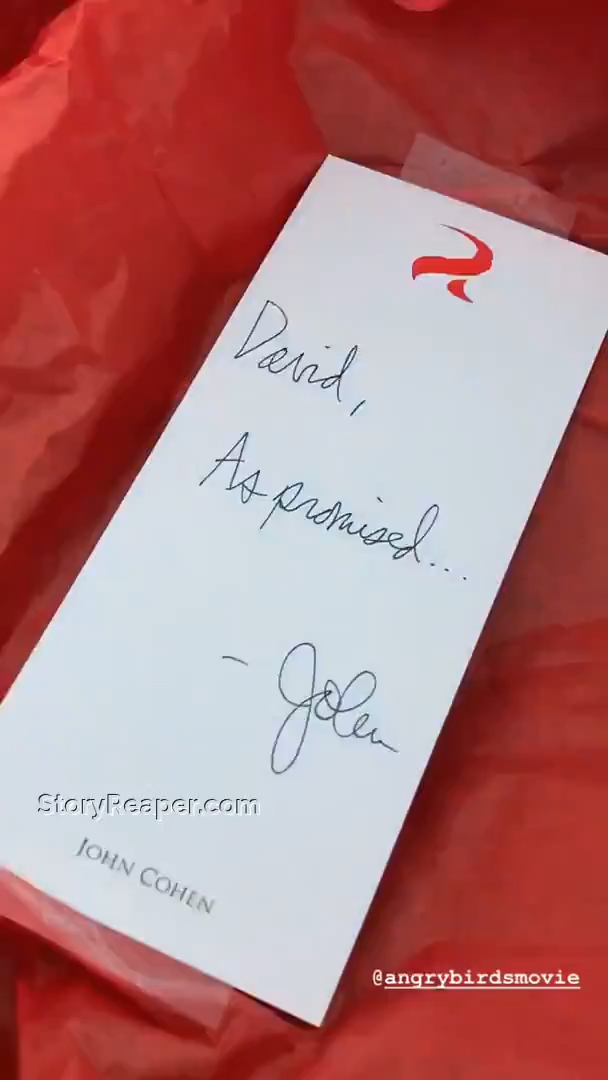 David,
As promised...
- John
StoryReaper.com
JOHN COHEN
@angrybirdsmovie